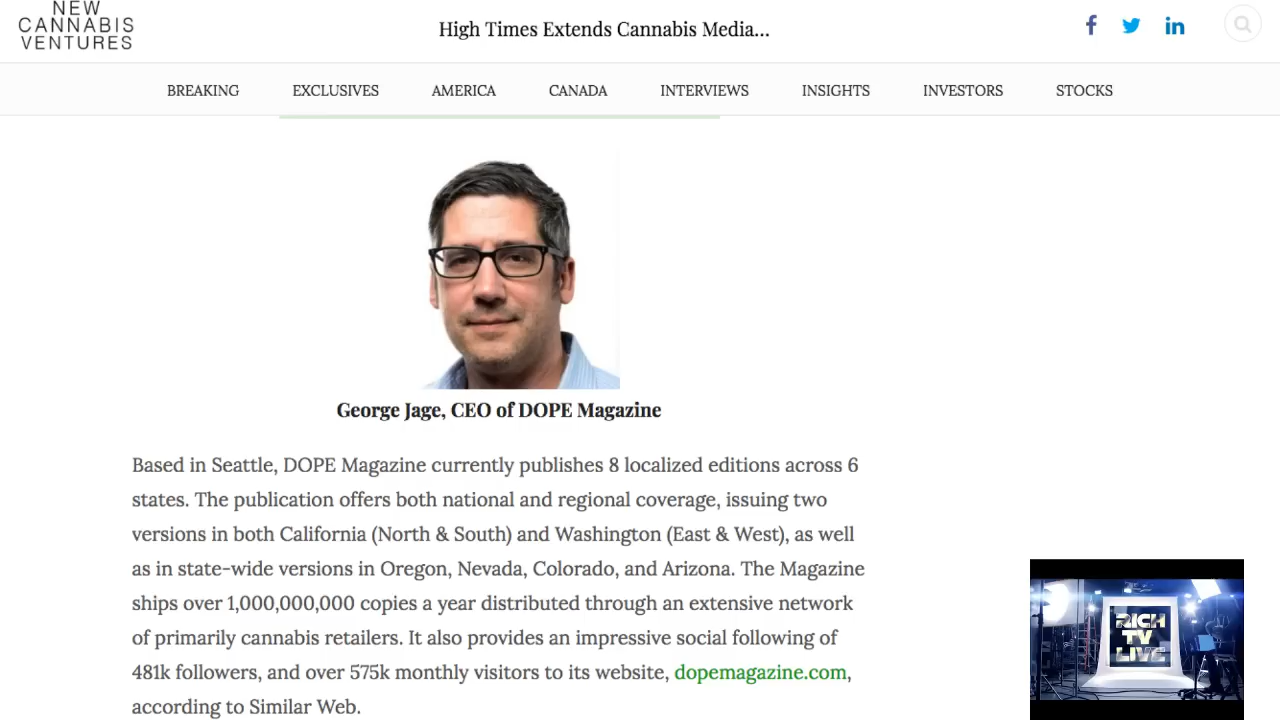 NEW
CANNABIS
VENTURES
High Times Extends Cannabis Media...
BREAKING
EXCLUSIVES
AMERICA
CANADA
INTERVIEWS
INSIGHTS
INVESTORS
STOCKS
George Jage, CEO of DOPE Magazine
Based in Seattle, DOPE Magazine currently publishes 8 localized editions across 6
states. The publication offers both national and regional coverage, issuing two
versions in both California (North & South) and Washington (East & West), as well
as in state-wide versions in Oregon, Nevada, Colorado, and Arizona. The Magazine
ships over 1,000,000,000 copies a year distributed through an extensive network
of primarily cannabis retailers. It also provides an impressive social following of
481k followers, and over 575k monthly visitors to its website, dopemagazine.com,
according to Similar Web.
RICH
TV
LIVE